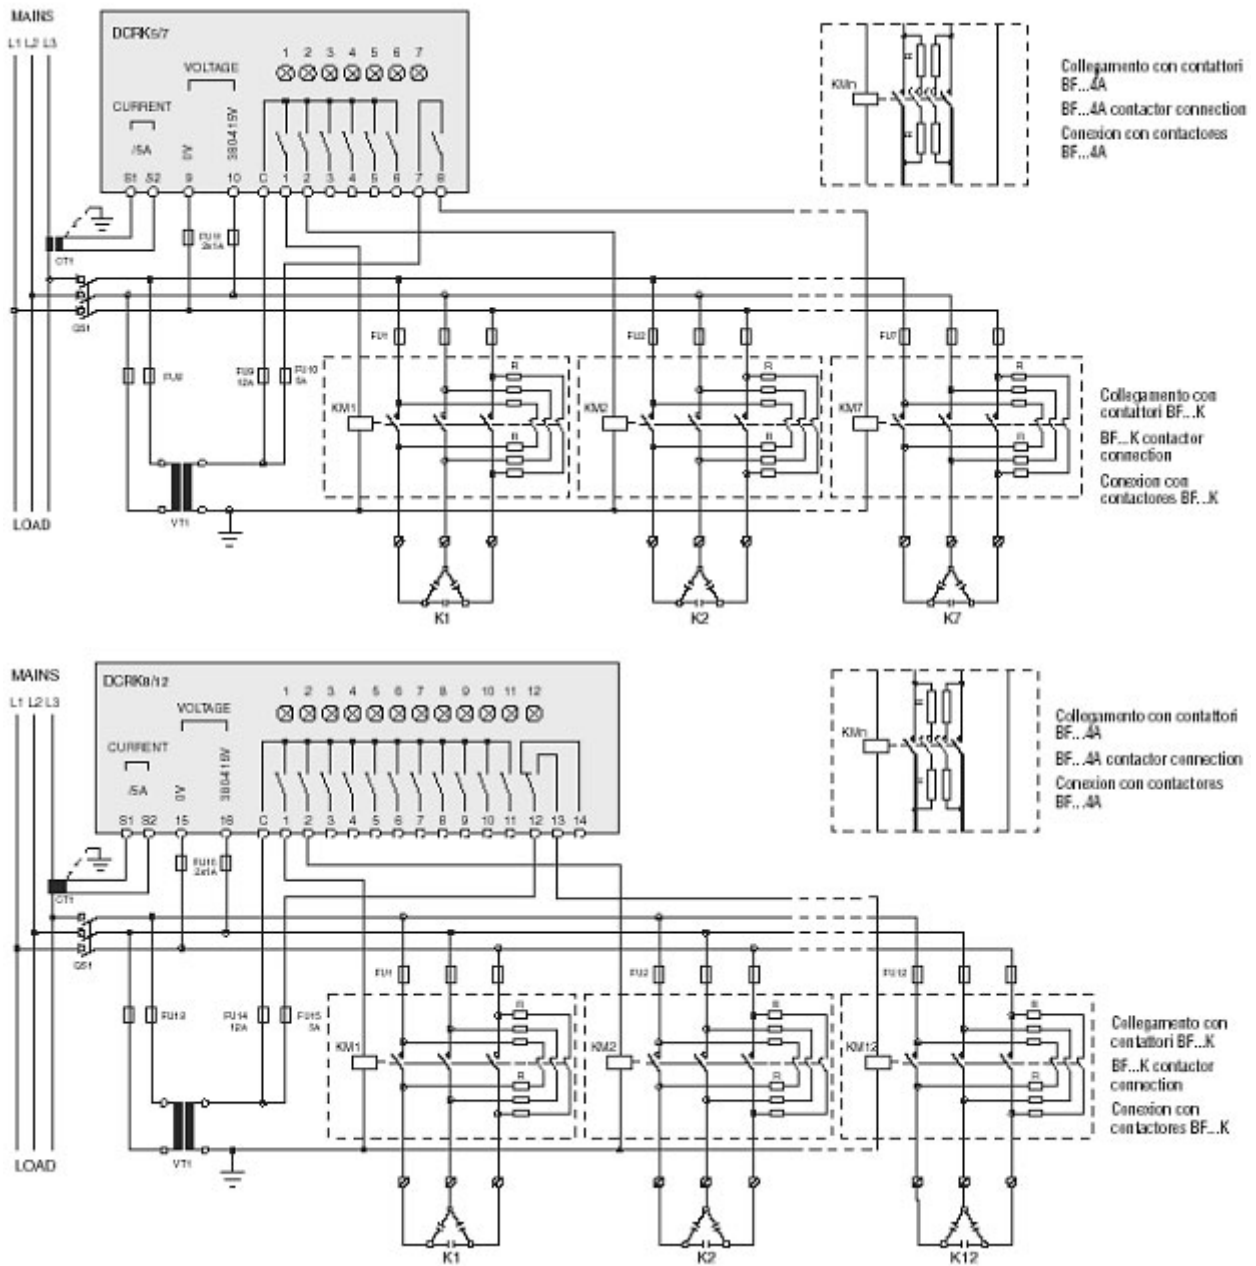 MAINS
L1 L2 L3
DCRK5/7
VOLTAGE
CURRENT
/5A
0V
380415V
1 2 3 4 5 6 7
S1 S2 9 10 C 1 2 3 4 5 6 7 8
CT1
QS1
FU11
2x1A
FU8
FU9
12A
FU10
5A
VT1
LOAD
FU1
FU2
FU7
KM1
KM2
KM7
R
R
R
R
R
R
K1
K2
K7
KMn
R
R
Collegamento con contattori
BF...4A
BF...4A contactor connection
Conexion con contactores
BF...4A
Collegamento con
contattori BF...K
BF...K contactor
connection
Conexion con
contactores BF...K
MAINS
L1 L2 L3
DCRK8/12
VOLTAGE
CURRENT
/5A
0V
380415V
1 2 3 4 5 6 7 8 9 10 11 12
S1 S2 15 16 C 1 2 3 4 5 6 7 8 9 10 11 12 13 14
CT1
QS1
2x1A
FU13
FU14
12A
FU15
5A
VT1
LOAD
FU1
FU2
FU12
KM1
KM2
KM12
R
R
R
R
R
R
K1
K2
K12
KMn
R
R
Collegamento con contattori
BF...4A
BF...4A contactor connection
Conexion con contactores
BF...4A
Collegamento con
contattori BF...K
BF...K contactor
connection
Conexion con
contactores BF...K